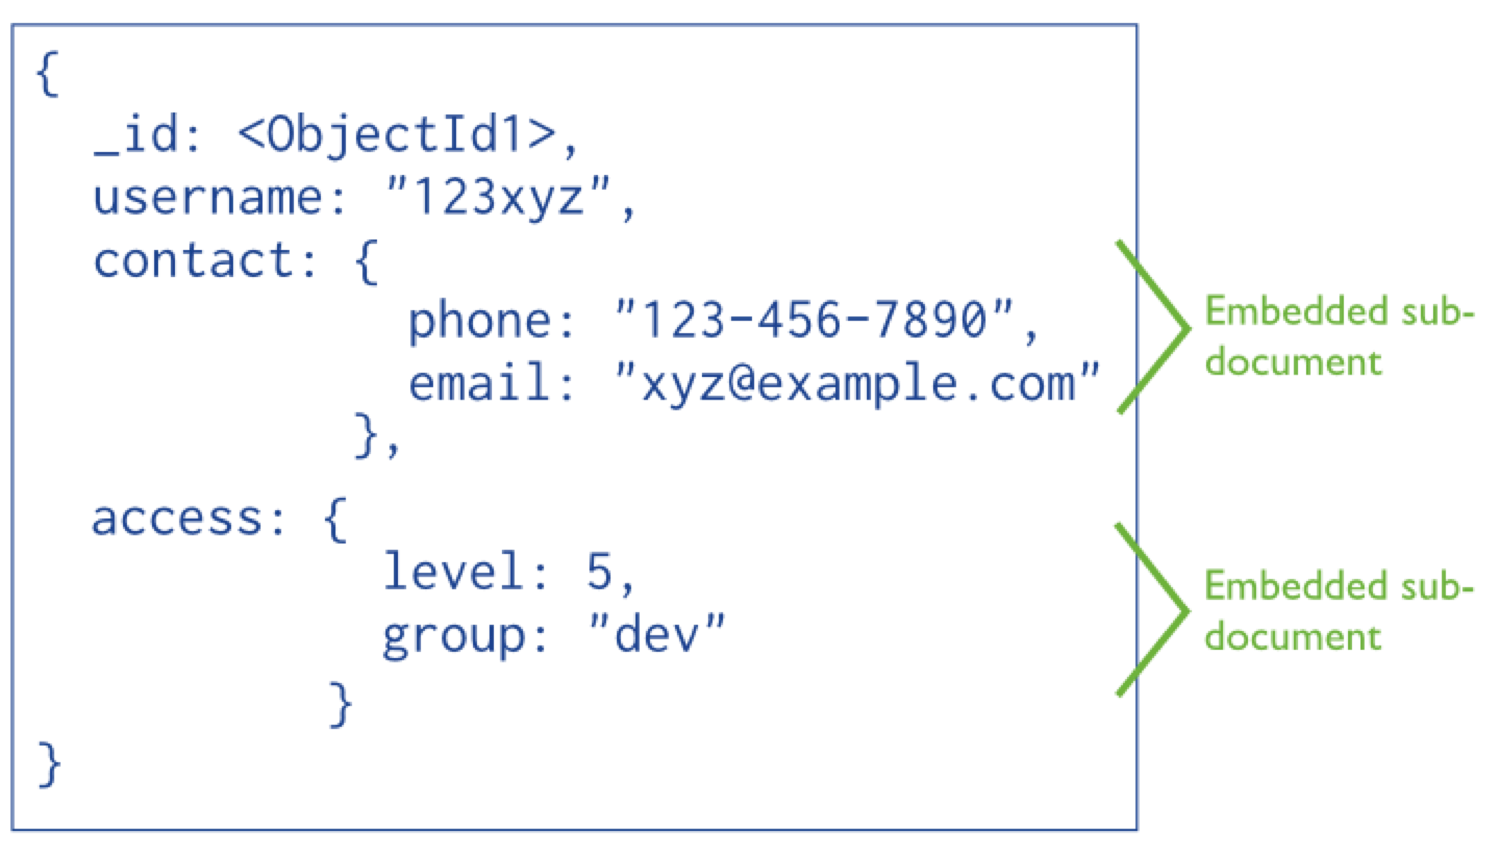 {
_id: <ObjectId1>,
username: "123xyz",
contact: {
phone: "123-456-7890",
email: "xyz@example.com"
},
access: {
level: 5,
group: "dev"
}
}
Embedded sub-
document
Embedded sub-
document